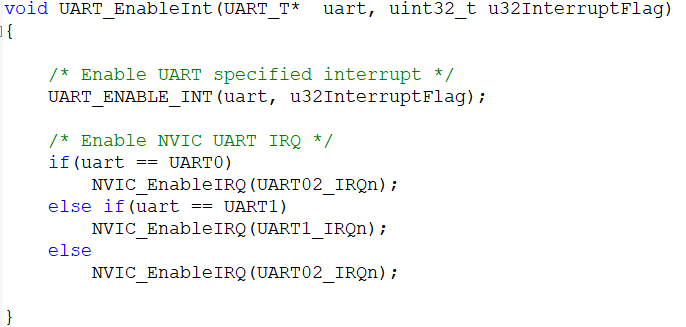 void UART_EnableInt(UART_T*  uart, uint32_t u32InterruptFlag)
{
    /* Enable UART specified interrupt */
    UART_ENABLE_INT(uart, u32InterruptFlag);
    /* Enable NVIC UART IRQ */
    if(uart == UART0)
        NVIC_EnableIRQ(UART02_IRQn);
    else if(uart == UART1)
        NVIC_EnableIRQ(UART1_IRQn);
    else
        NVIC_EnableIRQ(UART02_IRQn);
}